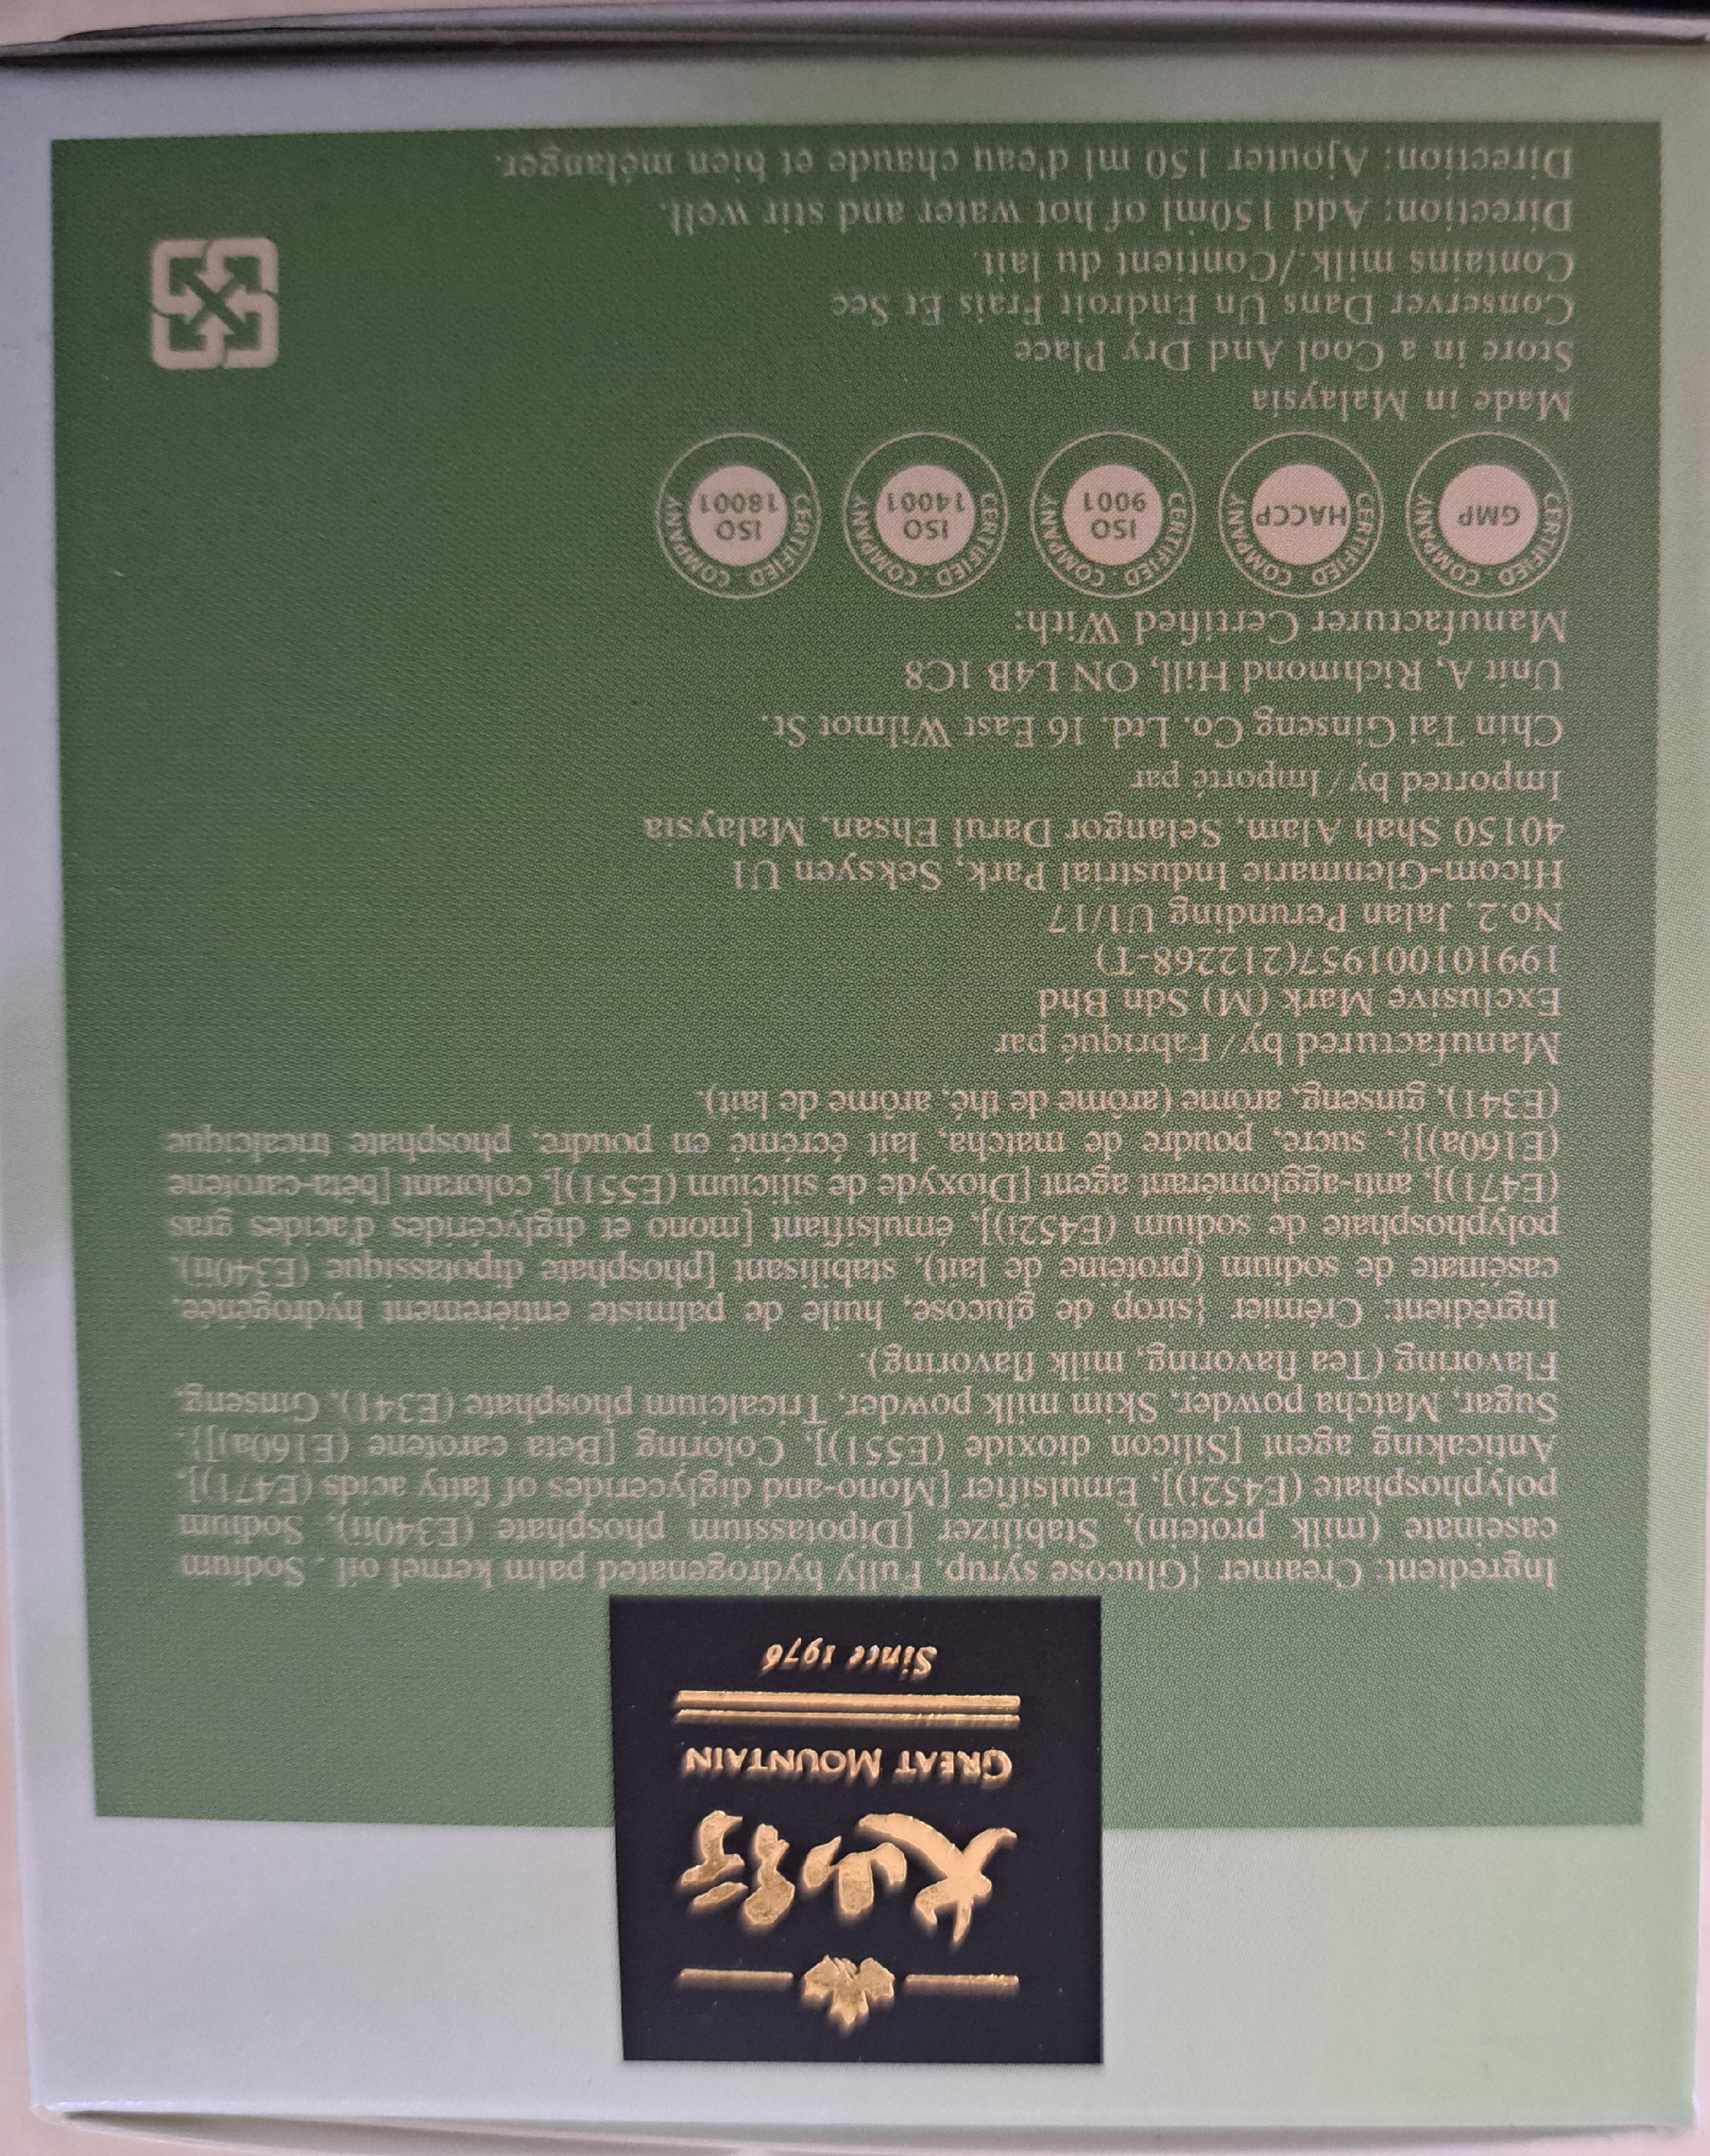 大山行
GREAT MOUNTAIN
Since 1976
Ingredient: Creamer {Glucose syrup, Fully hydrogenated palm kernel oil , Sodium
caseinate (milk protein), Stabilizer [Dipotassium phosphate (E340ii), Sodium
polyphosphate (E452i)], Emulsifier [Mono-and diglycerides of fatty acids (E471)],
Anticaking agent [Silicon dioxide (E551)], Coloring [Beta carotene (E160a)]},
Sugar, Matcha powder, Skim milk powder, Tricalcium phosphate (E341), Ginseng,
Flavoring (Tea flavoring, milk flavoring).
Ingrédient: Crémier {sirop de glucose, huile de palmiste entièrement hydrogénée,
caséinate de sodium (protéine de lait), stabilisant [phosphate dipotassique (E340ii),
polyphosphate de sodium (E452i)], émulsifiant [mono et diglycérides d'acides gras
(E471)], anti-agglomérant agent [Dioxyde de silicium (E551)], colorant [bêta-carotène
(E160a)]}, sucre, poudre de matcha, lait écrémé en poudre, phosphate tricalcique
(E341), ginseng, arôme (arôme de thé, arôme de lait).
Manufactured by / Fabriqué par
Exclusive Mark (M) Sdn Bhd
199101001957(212268-T)
No.2, Jalan Perunding U1/17
Hicom-Glenmarie Industrial Park, Seksyen U1
40150 Shah Alam, Selangor Darul Ehsan, Malaysia
Imported by / Importé par
Chin Tai Ginseng Co. Ltd. 16 East Wilmot St.
Unit A, Richmond Hill, ON L4B 1C8
Manufacturer Certified With:
CERTIFIED · COMPANY GMP
CERTIFIED · COMPANY HACCP
CERTIFIED · COMPANY ISO 9001
CERTIFIED · COMPANY ISO 14001
CERTIFIED · COMPANY ISO 18001
Made in Malaysia
Store in a Cool And Dry Place
Conserver Dans Un Endroit Frais Et Sec
Contains milk./Contient du lait.
Direction: Add 150ml of hot water and stir well.
Direction: Ajouter 150 ml d'eau chaude et bien mélanger.